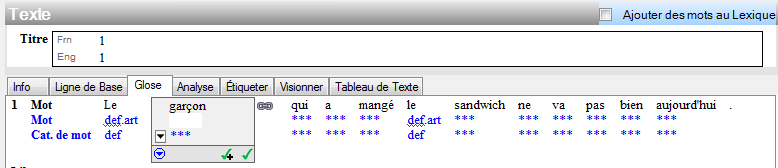 Texte
Ajouter des mots au Lexique
Titre Frn 1
Eng 1
Info Ligne de Base Glose Analyse Étiqueter Visionner Tableau de Texte
1 Mot Le garçon qui a mangé le sandwich ne va pas bien aujourd'hui .
Mot def.art *** *** *** def.art *** *** *** *** *** ***
Cat. de mot def *** *** *** *** def *** *** *** *** *** ***